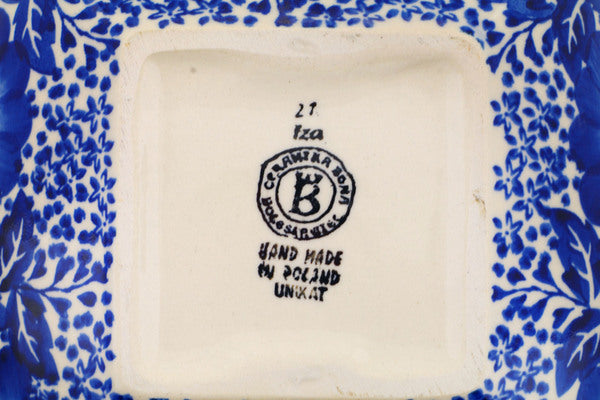 21
Iza
CERAMIKA BONA
BOLESŁAWIEC
B
HAND MADE
IN POLAND
UNIKAT